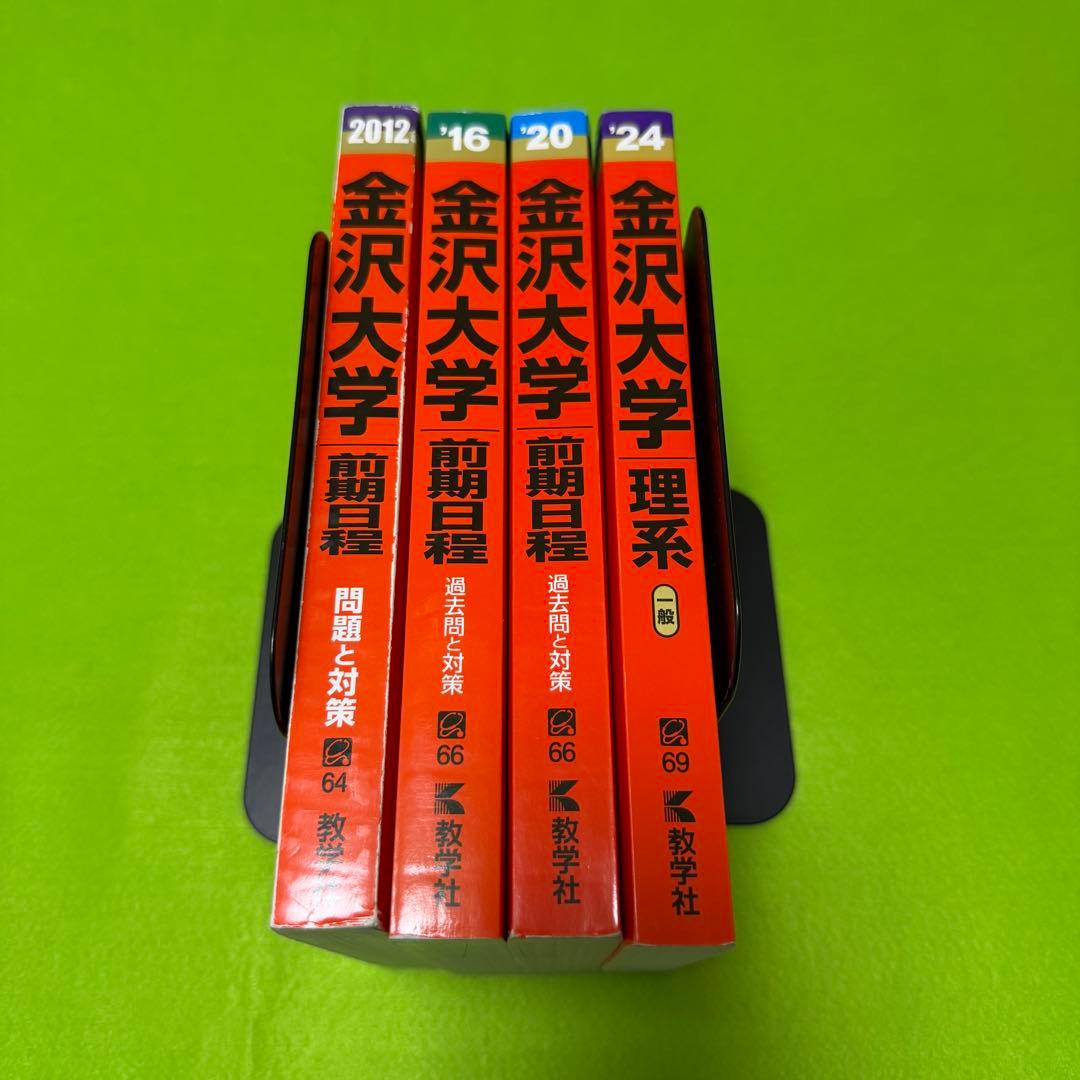 2012
金沢大学
前期日程
問題と対策
64
教学社
'16
金沢大学
前期日程
過去問と対策
66
教学社
'20
金沢大学
前期日程
過去問と対策
66
教学社
'24
金沢大学
理系
一般
69
教学社